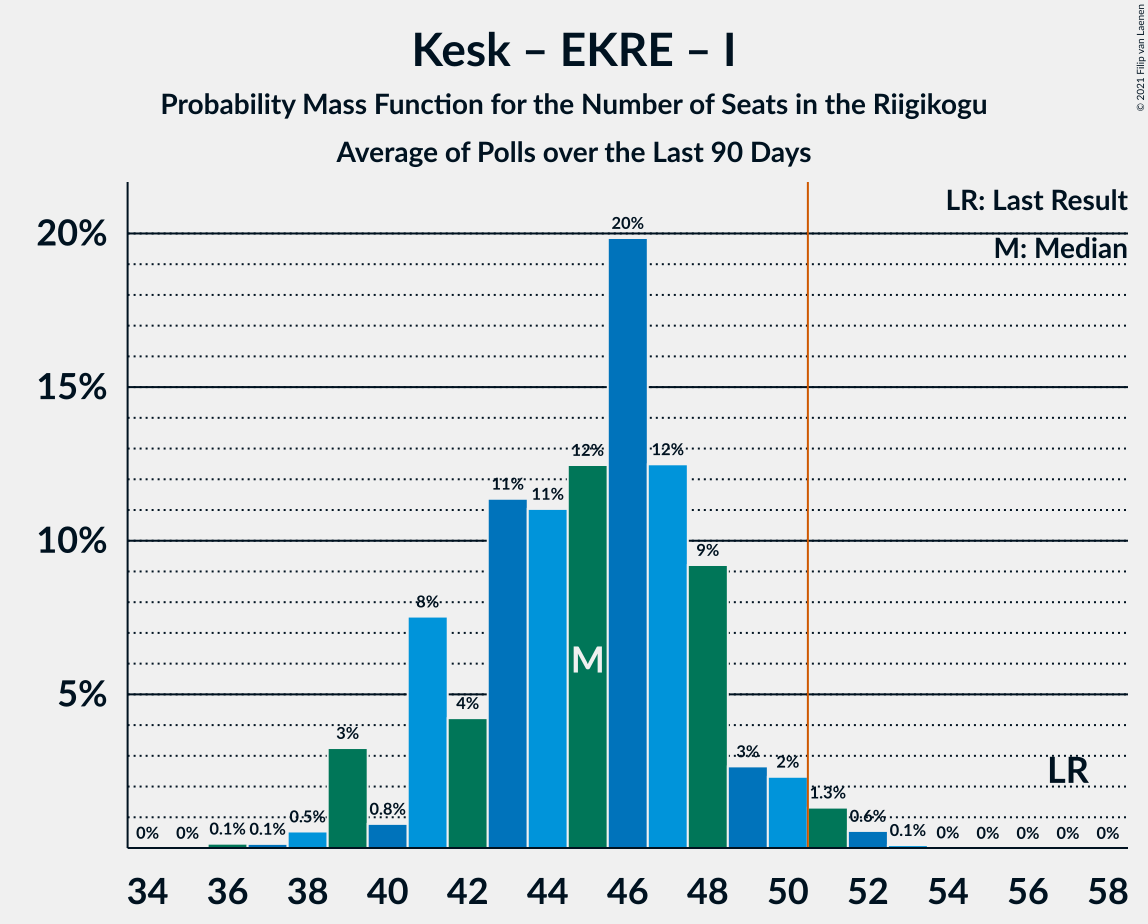 Kesk – EKRE – I
Probability Mass Function for the Number of Seats in the Riigikogu
Average of Polls over the Last 90 Days
© 2021 Filip van Laenen
LR: Last Result
M: Median
20%
15%
10%
5%
0% 0% 0.1% 0.1% 0.5% 3% 0.8% 8% 4% 11% 11% 12% 20% 12% 9% 3% 2% 1.3% 0.6% 0.1% 0% 0% 0% 0% 0%
M
LR
34 36 38 40 42 44 46 48 50 52 54 56 58